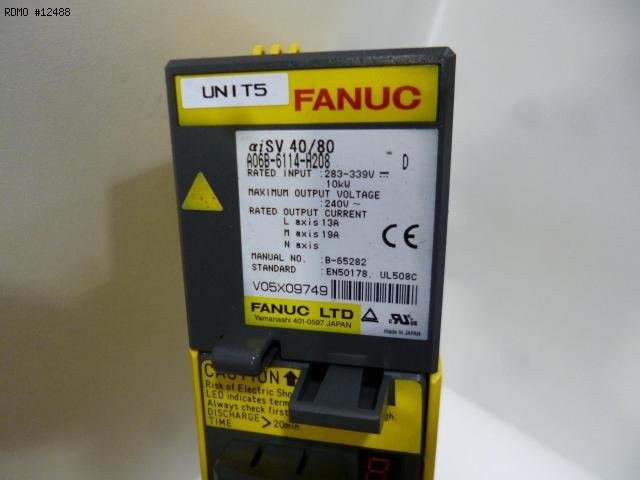 RDMO #12488
UNIT5
FANUC
αiSV 40/80
A06B-6114-H208 D
RATED INPUT :283-339V
10kW
MAXIMUM OUTPUT VOLTAGE
:240V~
RATED OUTPUT CURRENT
L axis 13A
M axis 19A
N axis
CE
MANUAL NO. :B-65282
STANDARD :EN50178, UL508C
V05X09749
FANUC LTD
Yamanashi 401-0597 JAPAN
made in JAPAN
CAUTION
Risk of Electric Sho
LED indicates term
Always check first
DISCHARGE >20min.
TIME